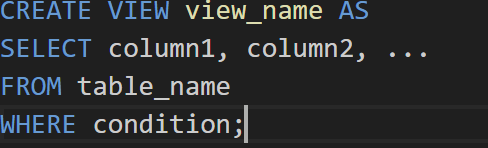 CREATE VIEW view_name AS
SELECT column1, column2, ...
FROM table_name
WHERE condition;